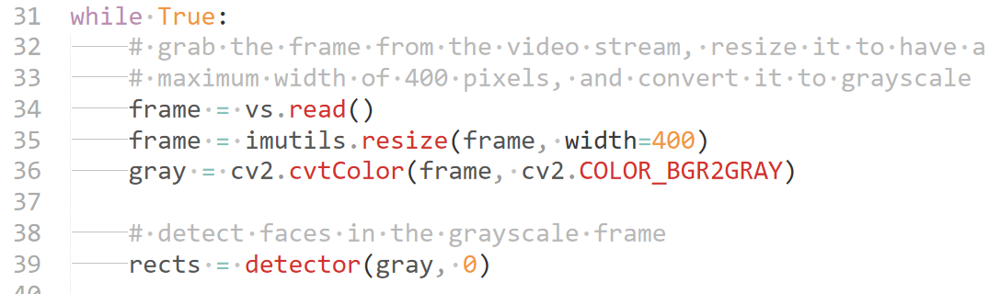 31 while True:
32 # grab the frame from the video stream, resize it to have a
33 # maximum width of 400 pixels, and convert it to grayscale
34 frame = vs.read()
35 frame = imutils.resize(frame, width=400)
36 gray = cv2.cvtColor(frame, cv2.COLOR_BGR2GRAY)
37
38 # detect faces in the grayscale frame
39 rects = detector(gray, 0)
40